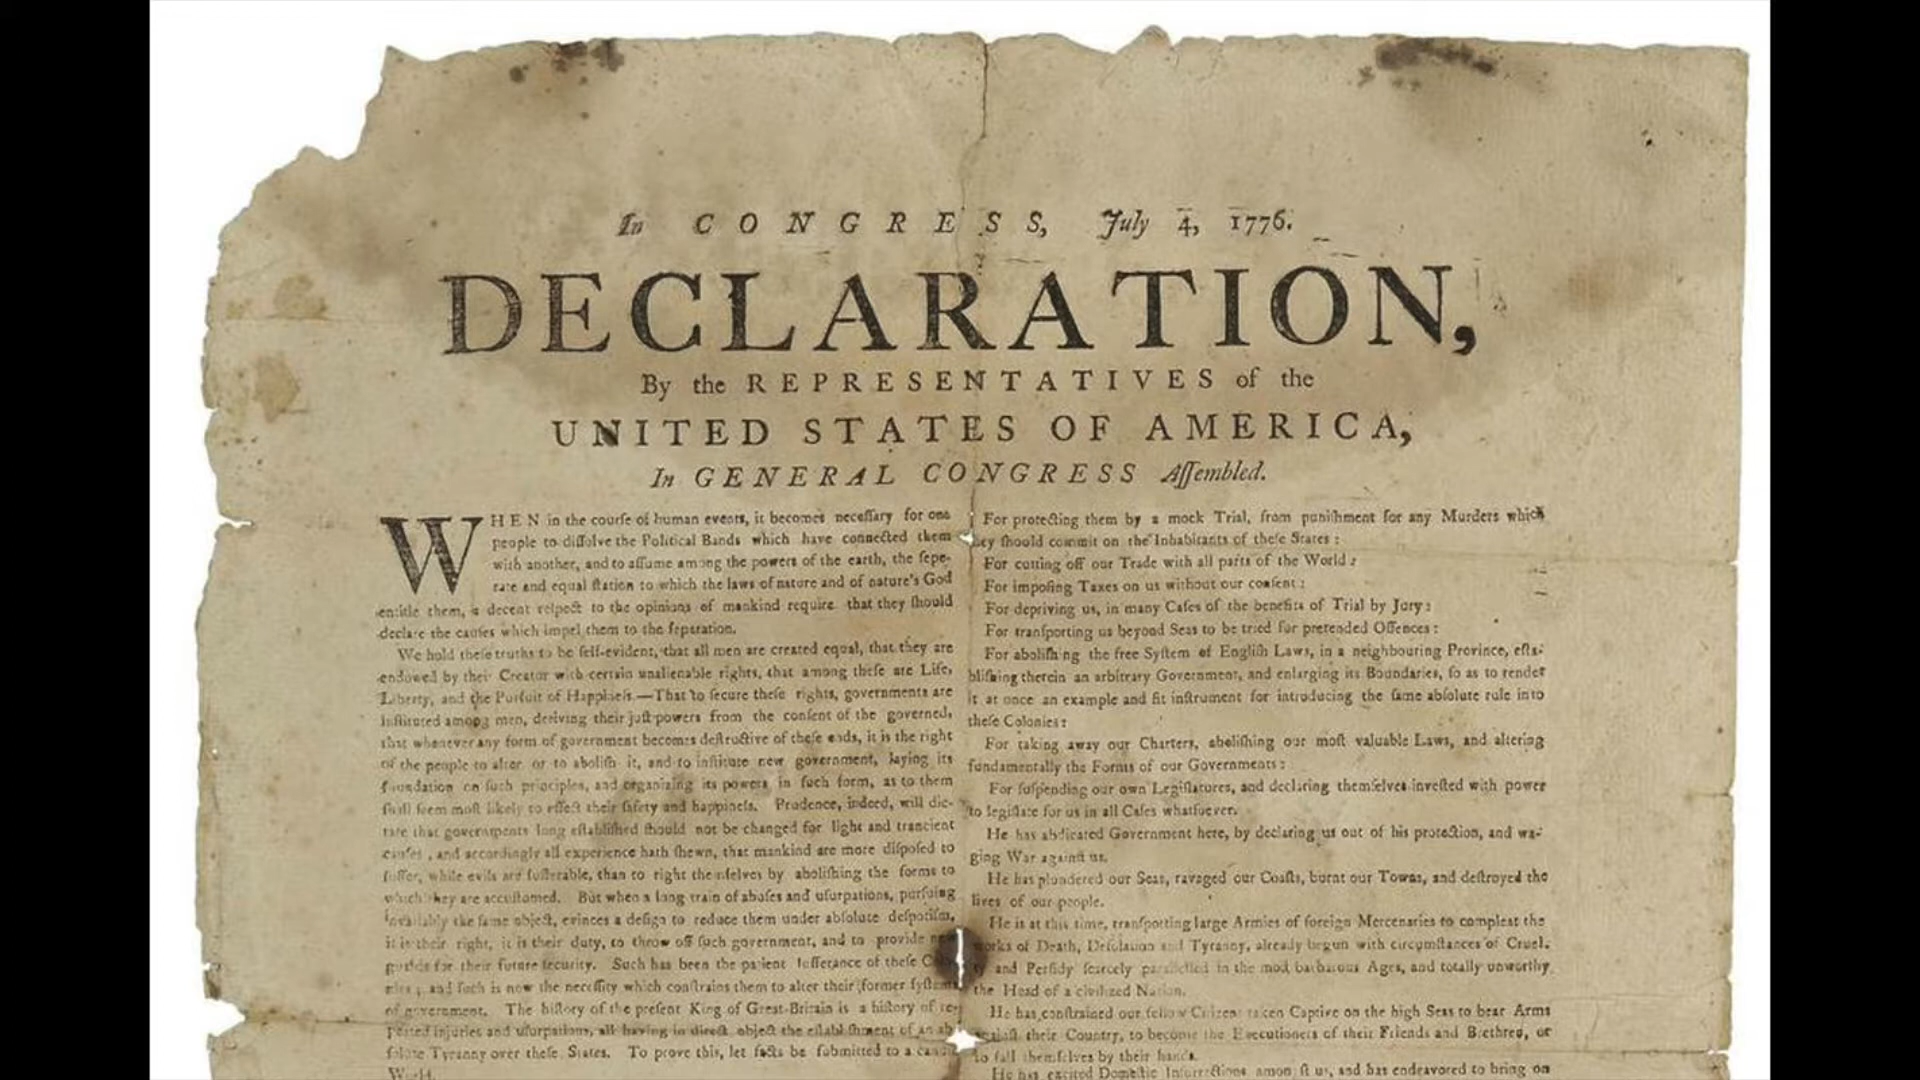 In CONGRESS, July 4, 1776.
DECLARATION,
By the REPRESENTATIVES of the
UNITED STATES OF AMERICA,
In GENERAL CONGRESS Aſſembled.
WHEN in the courſe of human events, it becomes neceſſary for one
people to diſſolve the Political Bands which have connected them
with another, and to aſſume among the powers of the earth, the ſepe-
rate and equal ſtation to which the laws of nature and of nature's God
entitle them, a decent reſpect to the opinions of mankind require that they ſhould
declare the cauſes which impel them to the ſeparation.
We hold theſe truths to be ſelf-evident, that all men are created equal, that they are
endowed by their Creator with certain unalienable rights, that among theſe are Life,
Liberty, and the Purſuit of Happineſs.—That to ſecure theſe rights, governments are
inſtituted among men, deriving their juſt powers from the conſent of the governed,
that whenever any form of government becomes deſtructive of theſe ends, it is the right
of the people to alter or to aboliſh it, and to inſtitute new government, laying its
foundation on ſuch principles, and organizing its powers in ſuch form, as to them
ſhall ſeem moſt likely to effect their ſafety and happineſs. Prudence, indeed, will dic-
tate that governments long eſtabliſhed ſhould not be changed for light and trancient
cauſes, and accordingly all experience hath ſhewn, that mankind are more diſpoſed to
ſuffer, while evils are ſufferable, than to right themſelves by aboliſhing the forms to
which they are accuſtomed. But when a long train of abuſes and uſurpations, purſuing
invariably the ſame object, evinces a deſign to reduce them under abſolute deſpotiſm,
it is their right, it is their duty, to throw off ſuch government, and to provide
guards for their future ſecurity. Such has been the patient of theſe
and ſuch is now the neceſſity which conſtrains them to alter their former
of government. The hiſtory of the preſent King of Great-Britain is a hiſtory of re-
injuries and uſurpations, all having in direct object the eſtabliſhment of an ab-
Tyranny over theſe States. To prove this, let facts be ſubmitted to a
World.
For protecting them by a mock Trial, from puniſhment for any Murders which
ſhould commit on the Inhabitants of theſe States:
For cutting off our Trade with all parts of the World:
For impoſing Taxes on us without our conſent:
For depriving us, in many Caſes of the benefits of Trial by Jury:
For tranſporting us beyond Seas to be tried for pretended Offences:
For aboliſhing the free Syſtem of Engliſh Laws, in a neighbouring Province, eſta-
bliſhing therein an arbitrary Government, and enlarging its Boundaries, ſo as to render
it at once an example and fit inſtrument for introducing the ſame abſolute rule into
theſe Colonies:
For taking away our Charters, aboliſhing our moſt valuable Laws, and altering
fundamentally the Forms of our Governments:
For ſuſpending our own Legiſlatures, and declaring themſelves inveſted with power
to legiſlate for us in all Caſes whatſoever.
He has abdicated Government here, by declaring us out of his protection, and wa-
ging War againſt us.
He has plundered our Seas, ravaged our Coaſts, burnt our Towns, and deſtroyed the
lives of our people.
He is at this time, tranſporting large Armies of foreign Mercenaries to compleat the
works of Death, Deſolation and Tyranny, already begun with circumſtances of Cruel-
ty and Perfidy ſcarcely paralleled in the moſt barbarous Ages, and totally unworthy
the Head of a civilized Nation.
He has conſtrained our fellow Citizens taken Captive on the high Seas to bear Arms
againſt their Country, to become the Executioners of their Friends and Brethren, or
to fall themſelves by their hands.
He has excited Domeſtic Inſurrections amongſt us, and has endeavored to bring on